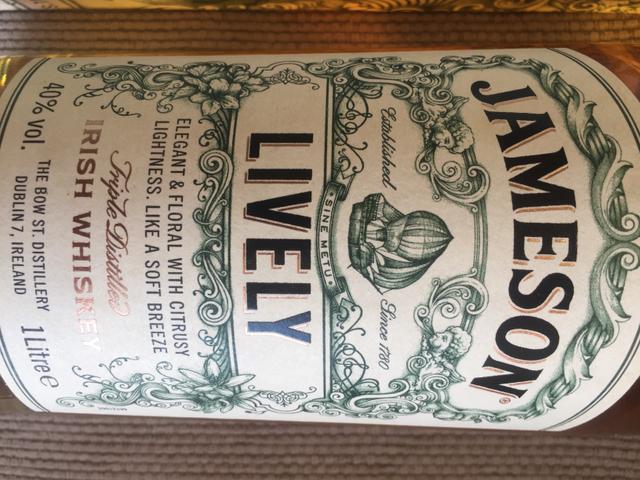 JAMESON
Established
Since 1780
SINE METU
LIVELY
ELEGANT & FLORAL WITH CITRUSY
LIGHTNESS. LIKE A SOFT BREEZE
Triple Distilled
IRISH WHISKEY
40% vol.
THE BOW ST. DISTILLERY
DUBLIN 7, IRELAND
1 Litre e